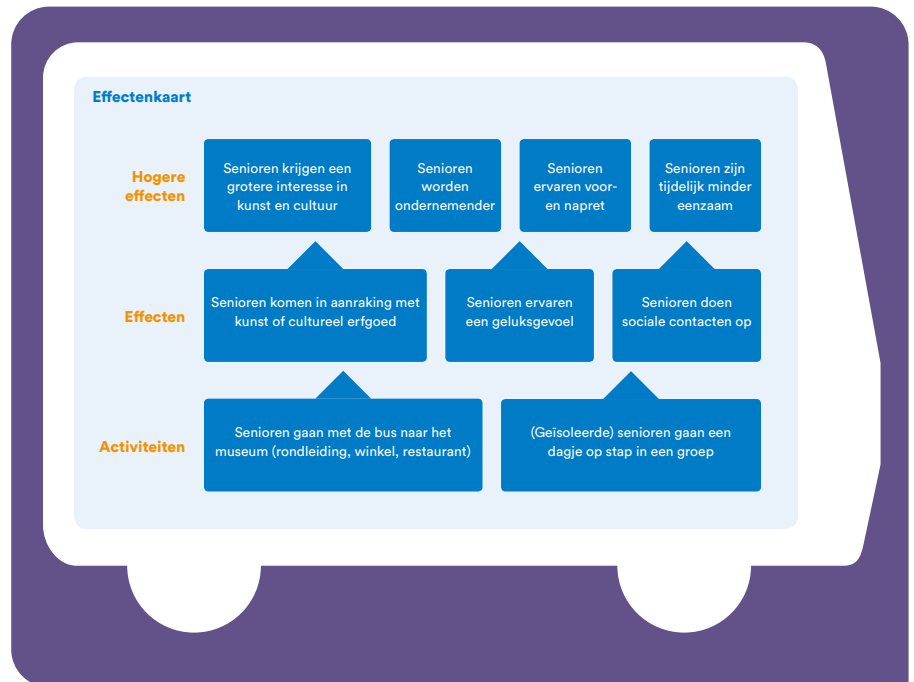 Effectenkaart
Hogere
effecten
Senioren krijgen een
grotere interesse in
kunst en cultuur
Senioren
worden
ondernemender
Senioren
ervaren voor-
en napret
Senioren zijn
tijdelijk minder
eenzaam
Effecten
Senioren komen in aanraking met
kunst of cultureel erfgoed
Senioren ervaren
een geluksgevoel
Senioren doen
sociale contacten op
Activiteiten
Senioren gaan met de bus naar het
museum (rondleiding, winkel, restaurant)
(Geïsoleerde) senioren gaan een
dagje op stap in een groep